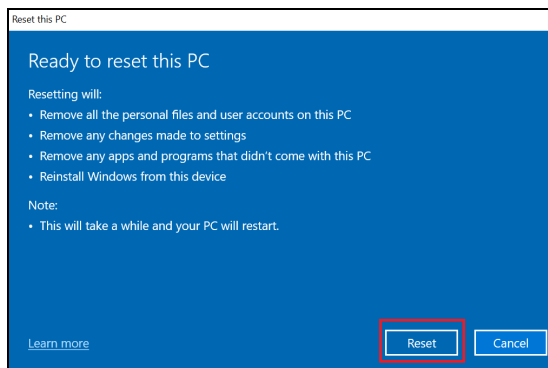 Reset this PC
Ready to reset this PC
Resetting will:
• Remove all the personal files and user accounts on this PC
• Remove any changes made to settings
• Remove any apps and programs that didn't come with this PC
• Reinstall Windows from this device
Note:
• This will take a while and your PC will restart.
Learn more
Reset
Cancel